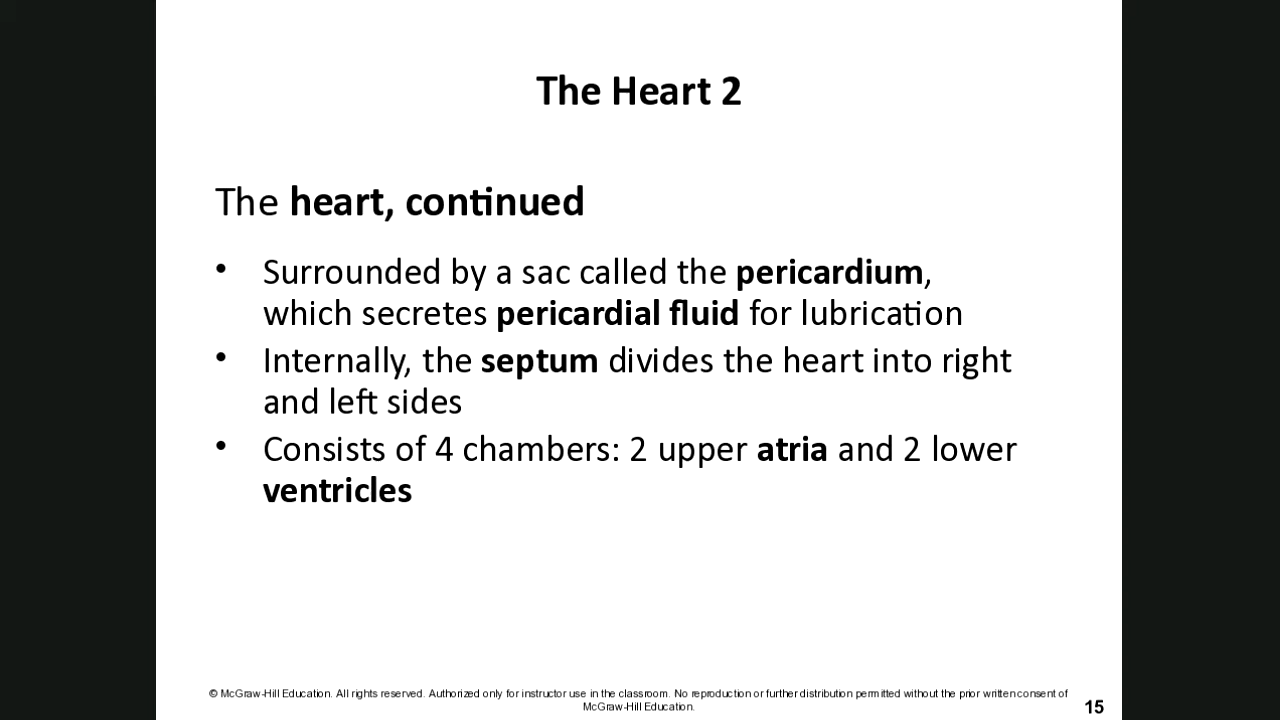 The Heart 2
The heart, continued
• Surrounded by a sac called the pericardium,
which secretes pericardial fluid for lubrication
• Internally, the septum divides the heart into right
and left sides
• Consists of 4 chambers: 2 upper atria and 2 lower
ventricles
© McGraw-Hill Education. All rights reserved. Authorized only for instructor use in the classroom. No reproduction or further distribution permitted without the prior written consent of
McGraw-Hill Education.
15